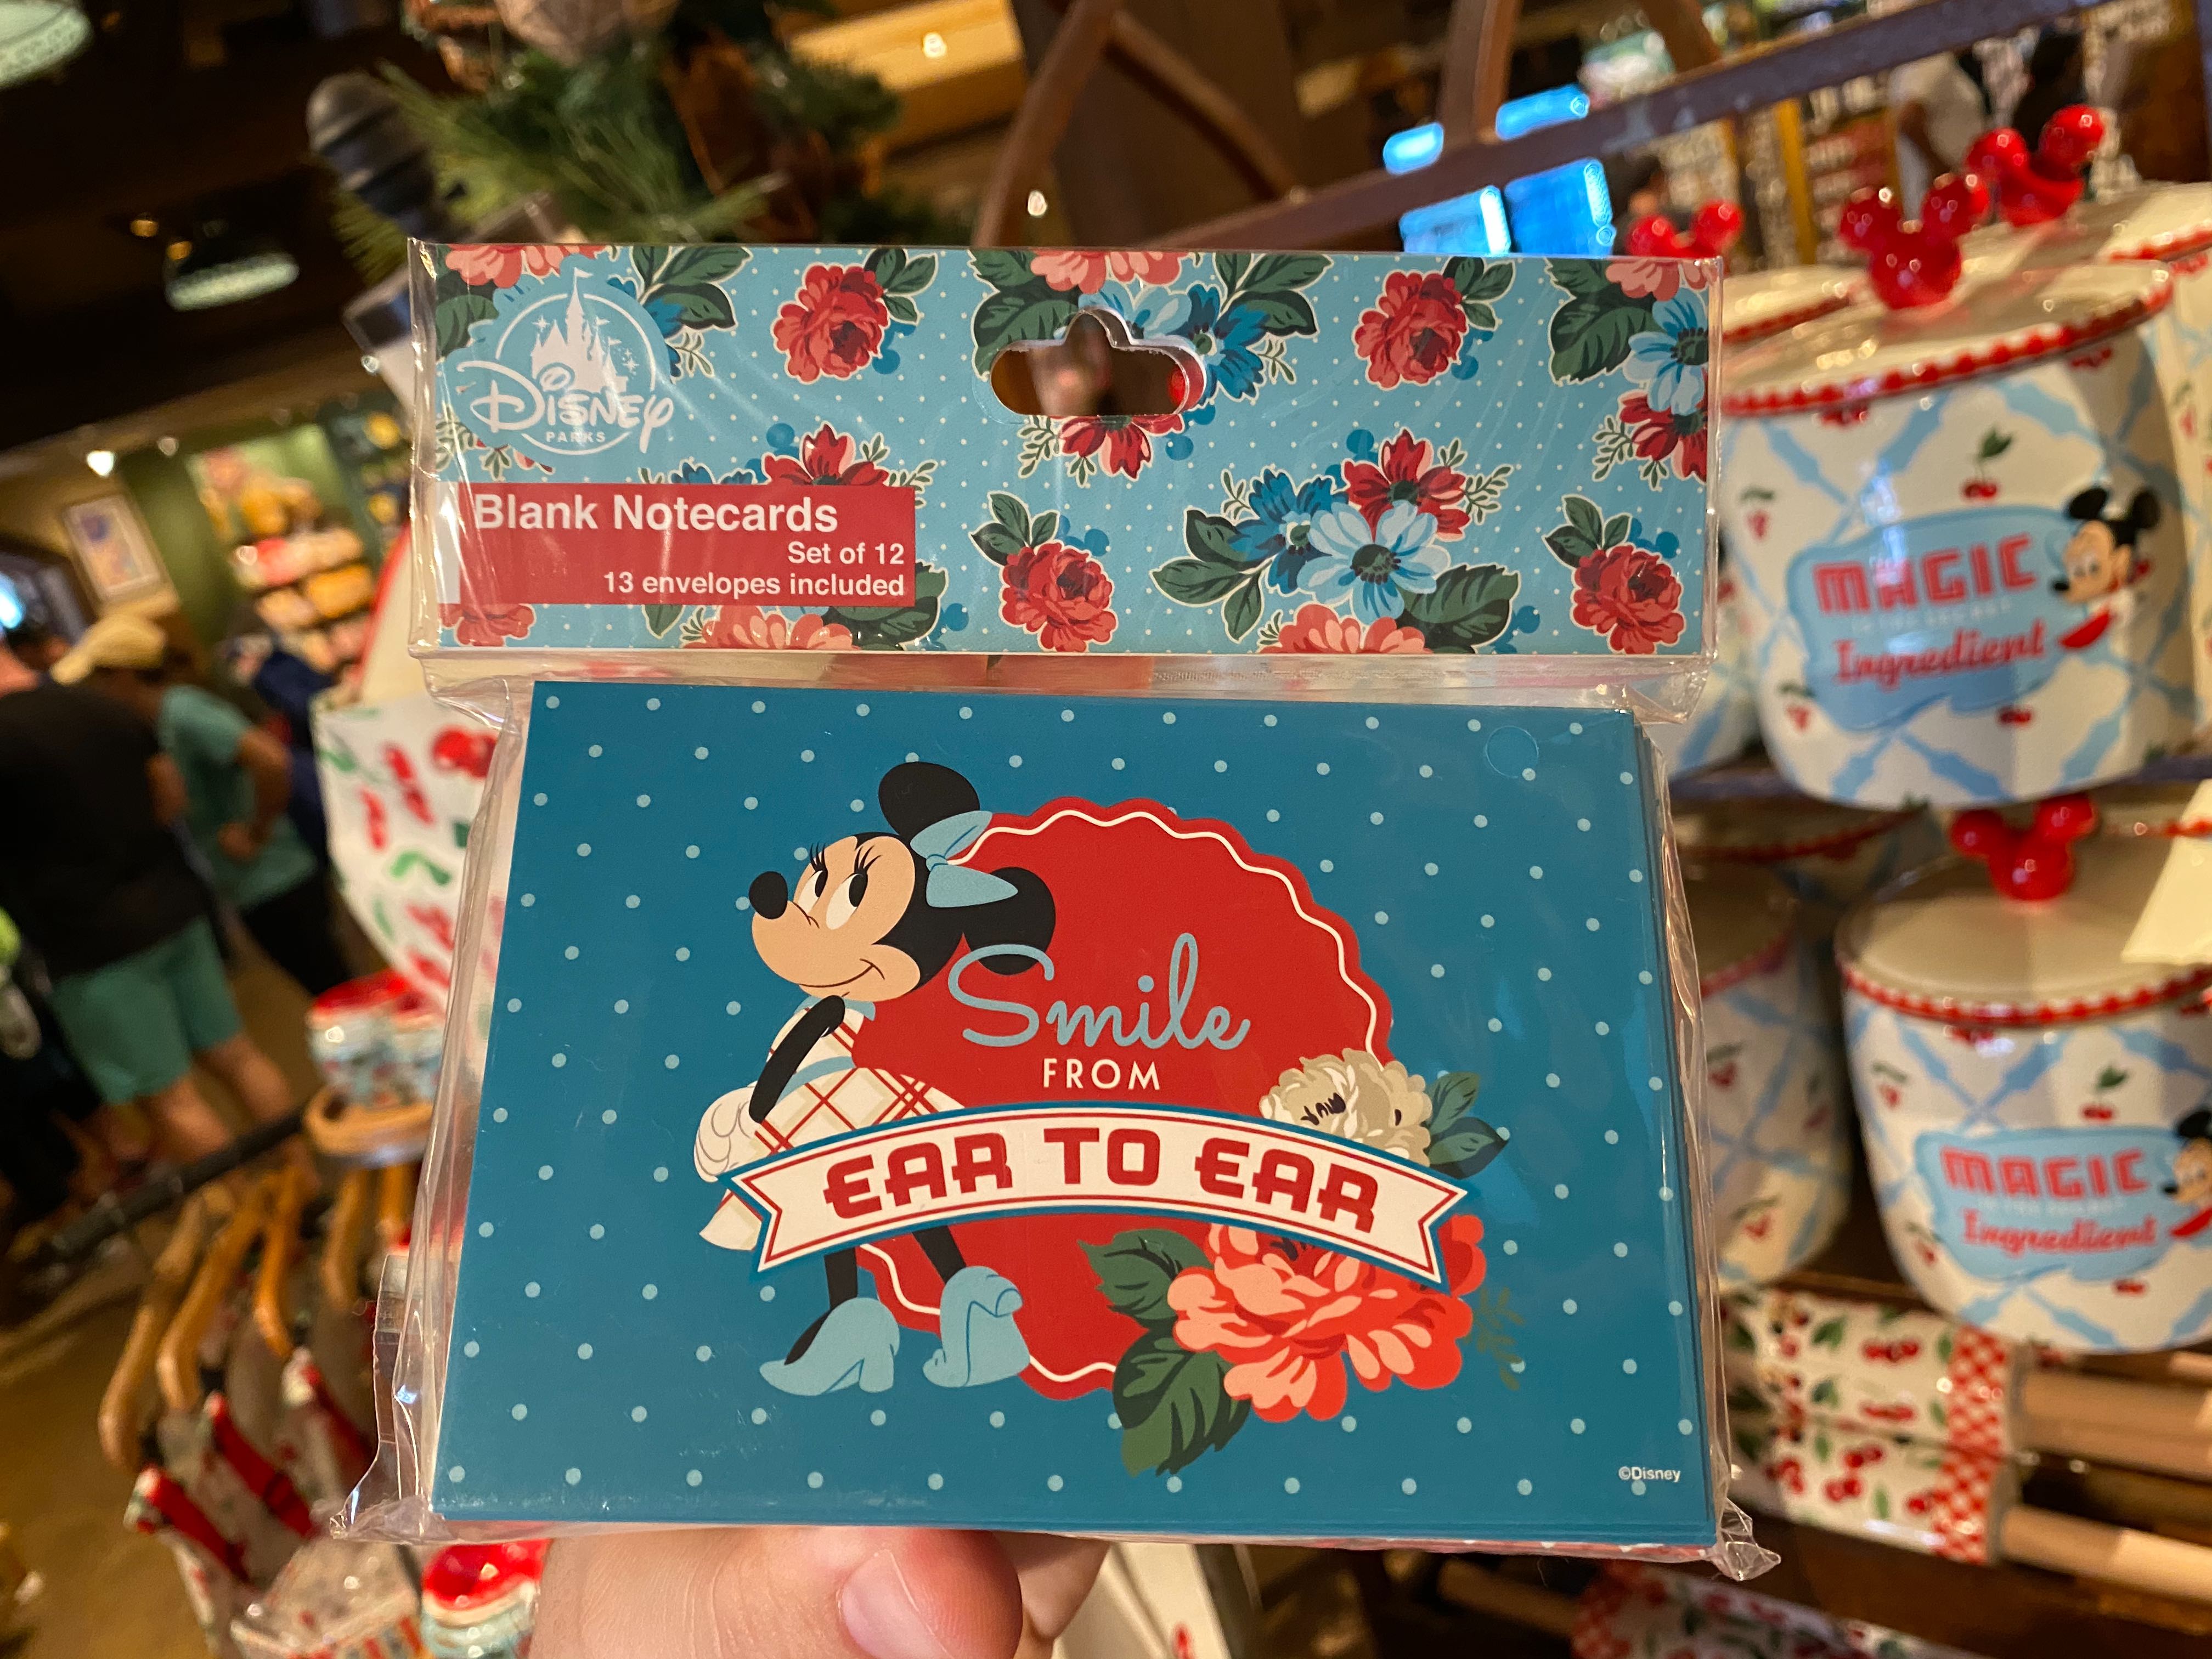 Disney
PARKS
Blank Notecards
Set of 12
13 envelopes included
Smile
FROM
EAR TO EAR
©Disney
MAGIC
Ingredient
MAGIC
Ingredient